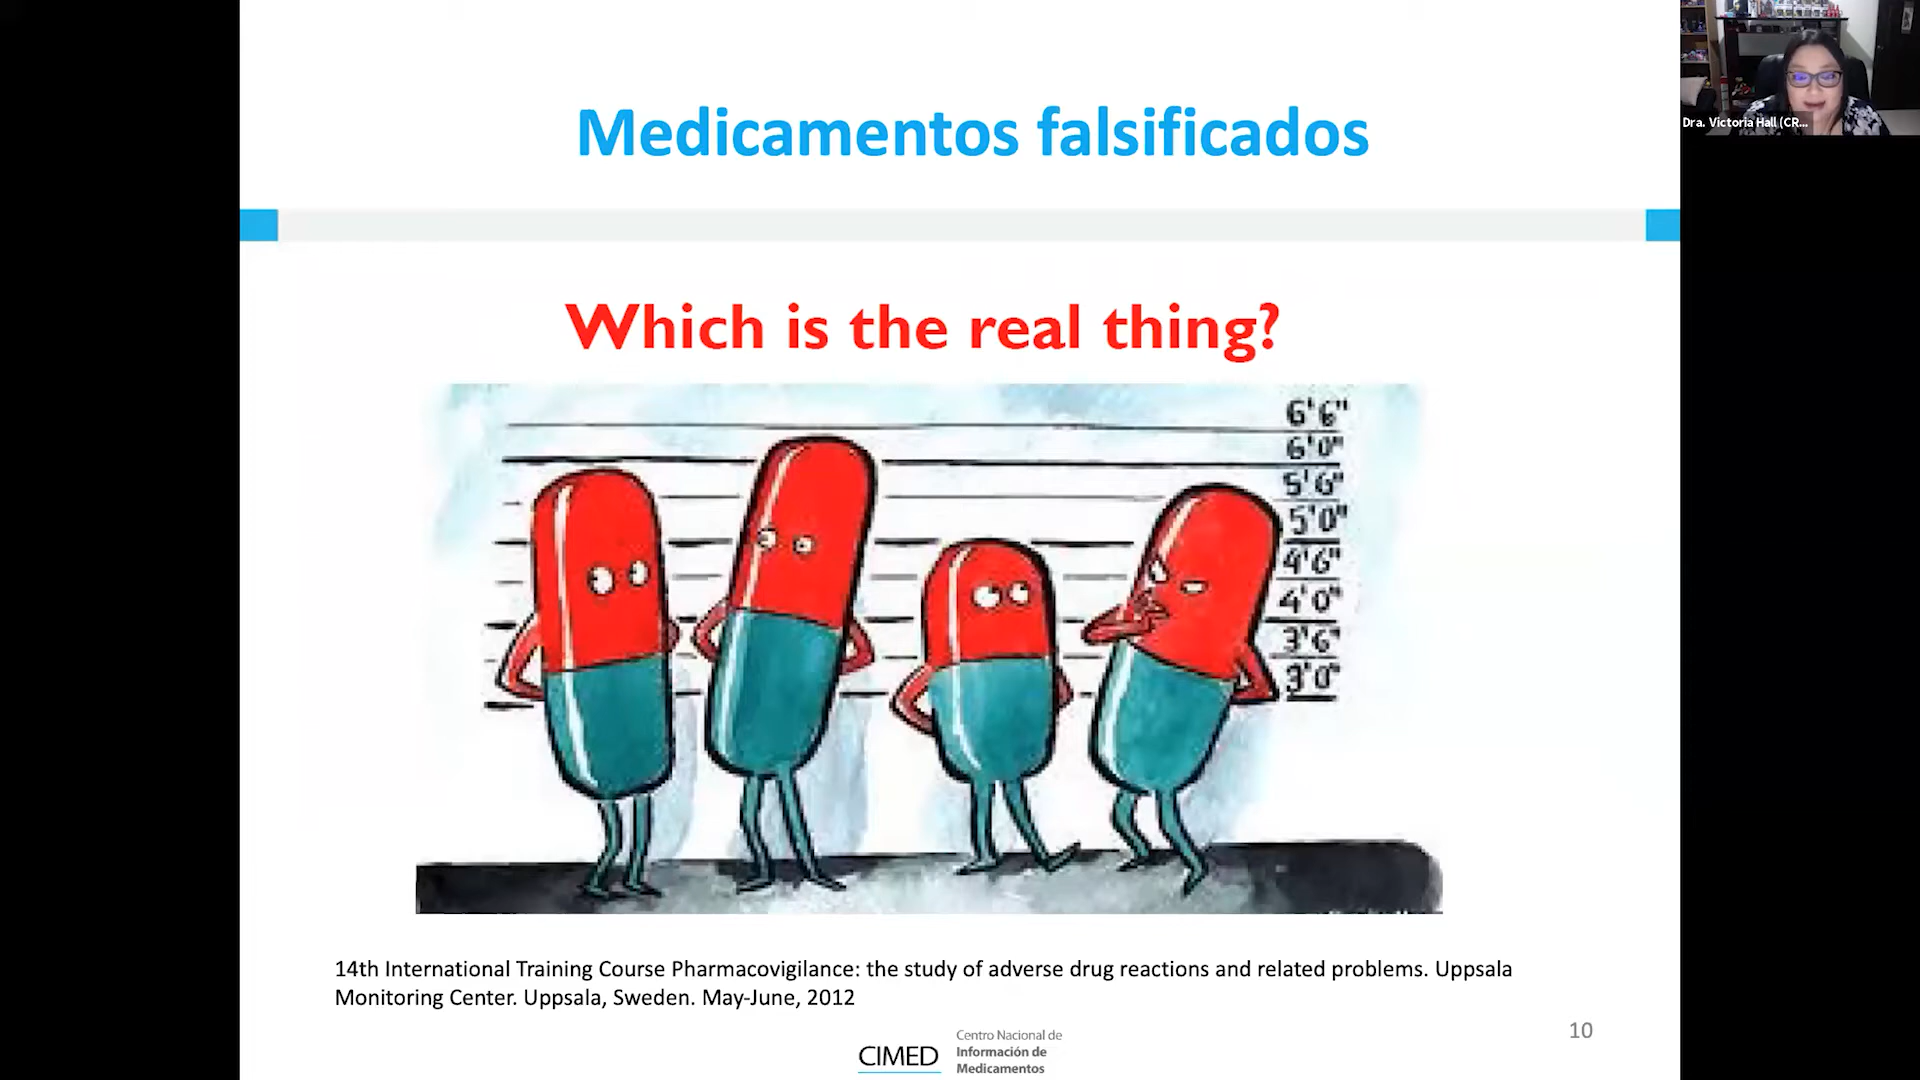 Medicamentos falsificados
Dra. Victoria Hall (CR...
Which is the real thing?
6'6"
6'0"
5'6"
5'0"
4'6"
4'0"
3'6"
3'0"
14th International Training Course Pharmacovigilance: the study of adverse drug reactions and related problems. Uppsala
Monitoring Center. Uppsala, Sweden. May-June, 2012
10
CIMED
Centro Nacional de
Información de
Medicamentos